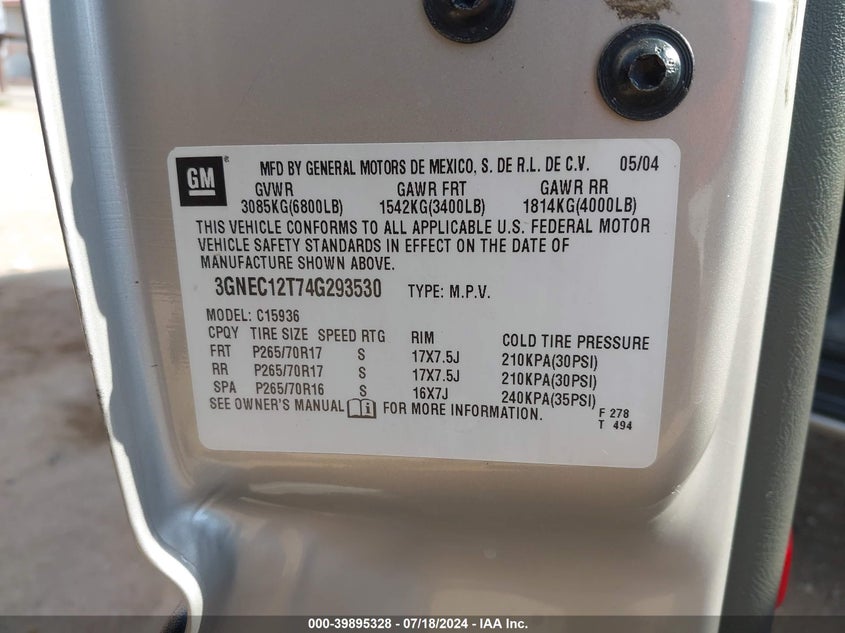 GM ® MFD BY GENERAL MOTORS DE MEXICO, S. DE R.L. DE C.V. 05/04
GVWR GAWR FRT GAWR RR
3085KG(6800LB) 1542KG(3400LB) 1814KG(4000LB)
THIS VEHICLE CONFORMS TO ALL APPLICABLE U.S. FEDERAL MOTOR
VEHICLE SAFETY STANDARDS IN EFFECT ON THE DATE OF
MANUFACTURE SHOWN ABOVE.
3GNEC12T74G293530 TYPE: M.P.V.
MODEL: C15936
CPQY TIRE SIZE SPEED RTG RIM COLD TIRE PRESSURE
FRT P265/70R17 S 17X7.5J 210KPA(30PSI)
RR P265/70R17 S 17X7.5J 210KPA(30PSI)
SPA P265/70R16 S 16X7J 240KPA(35PSI)
SEE OWNER'S MANUAL i FOR MORE INFORMATION.
F 278
T 494
000-39895328 / 07/18/2024 - IAA Inc.